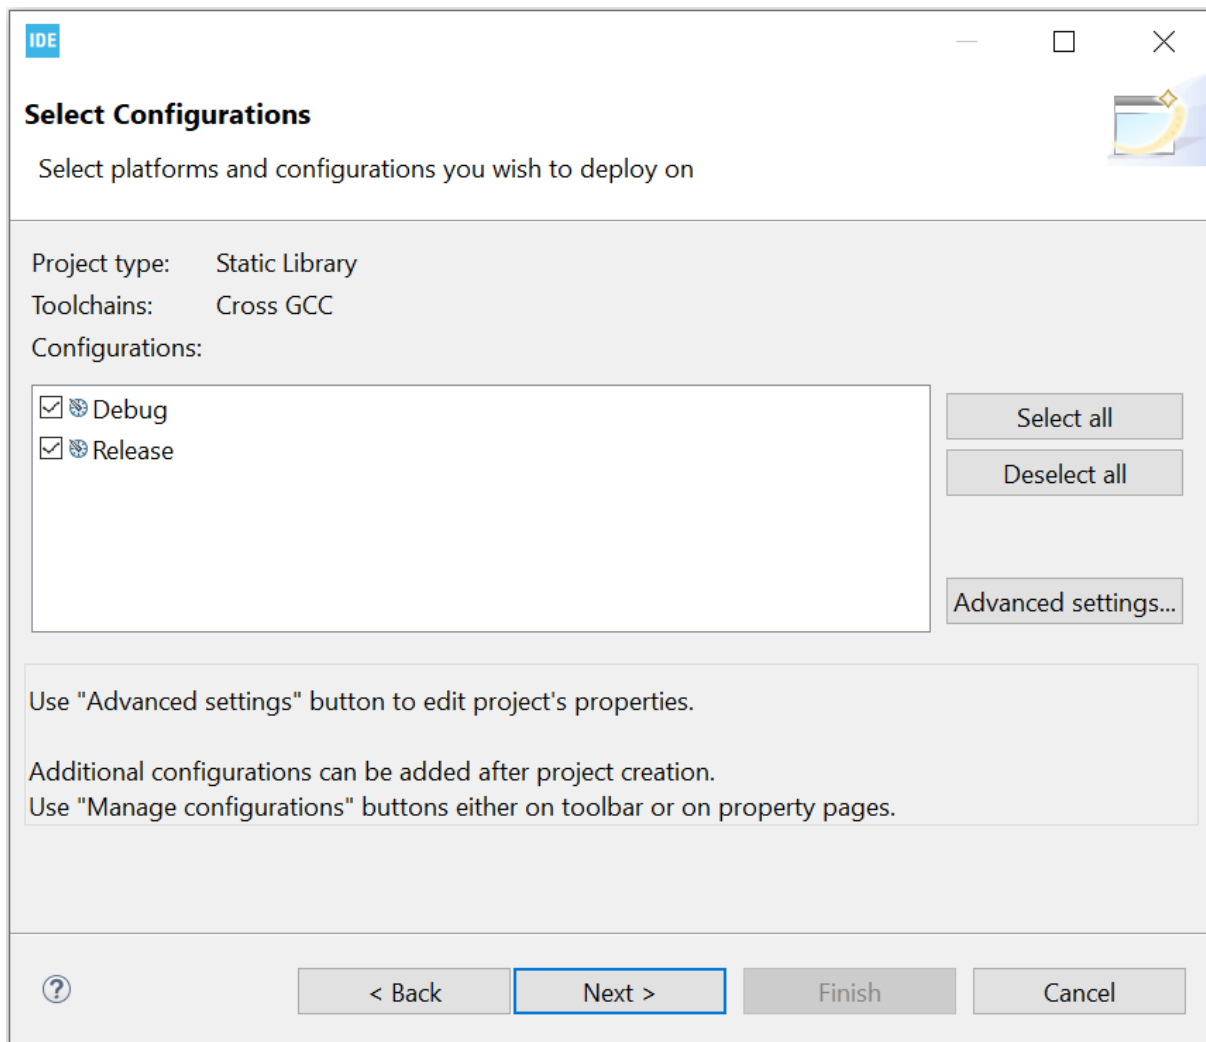 IDE
Select Configurations
Select platforms and configurations you wish to deploy on
Project type: Static Library
Toolchains: Cross GCC
Configurations:
Debug
Release
Select all
Deselect all
Advanced settings...
Use "Advanced settings" button to edit project's properties.
Additional configurations can be added after project creation.
Use "Manage configurations" buttons either on toolbar or on property pages.
?
< Back
Next >
Finish
Cancel